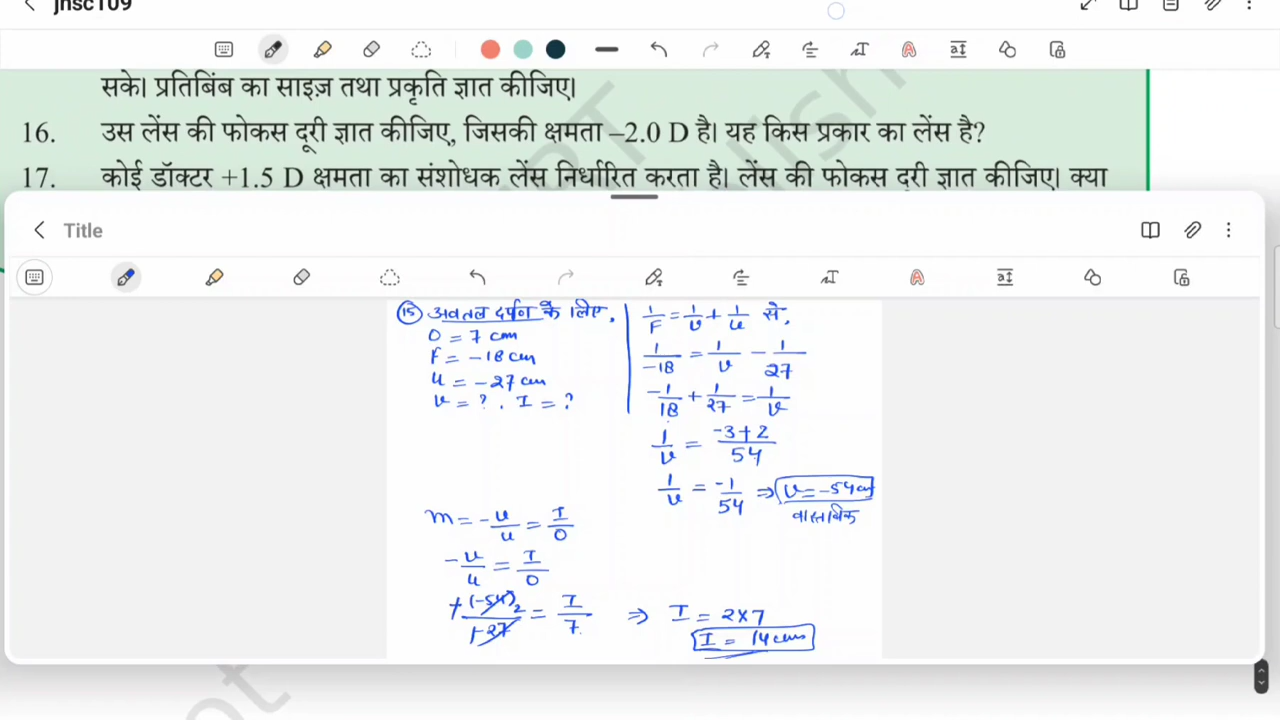 jhsc109
सके। प्रतिबिंब का साइज़ तथा प्रकृति ज्ञात कीजिए।
16. उस लेंस की फोकस दूरी ज्ञात कीजिए, जिसकी क्षमता –2.0 D है। यह किस प्रकार का लेंस है?
17. कोई डॉक्टर +1.5 D क्षमता का संशोधक लेंस निर्धारित करता है। लेंस की फोकस दूरी ज्ञात कीजिए। क्या
Title
(15) अवतल दर्पण के लिए,
O = 7 cm
F = -18 cm
u = -27 cm
v = ? , I = ?
1/F = 1/v + 1/u से,
1/-18 = 1/v - 1/27
-1/18 + 1/27 = 1/v
1/v = -3+2/54
1/v = -1/54 ⇒ v = -54 cm
वास्तविक
m = -v/u = I/O
-v/u = I/O
+(-54)/+27 2 = I/7 ⇒ I = 2×7
I = 14 cm